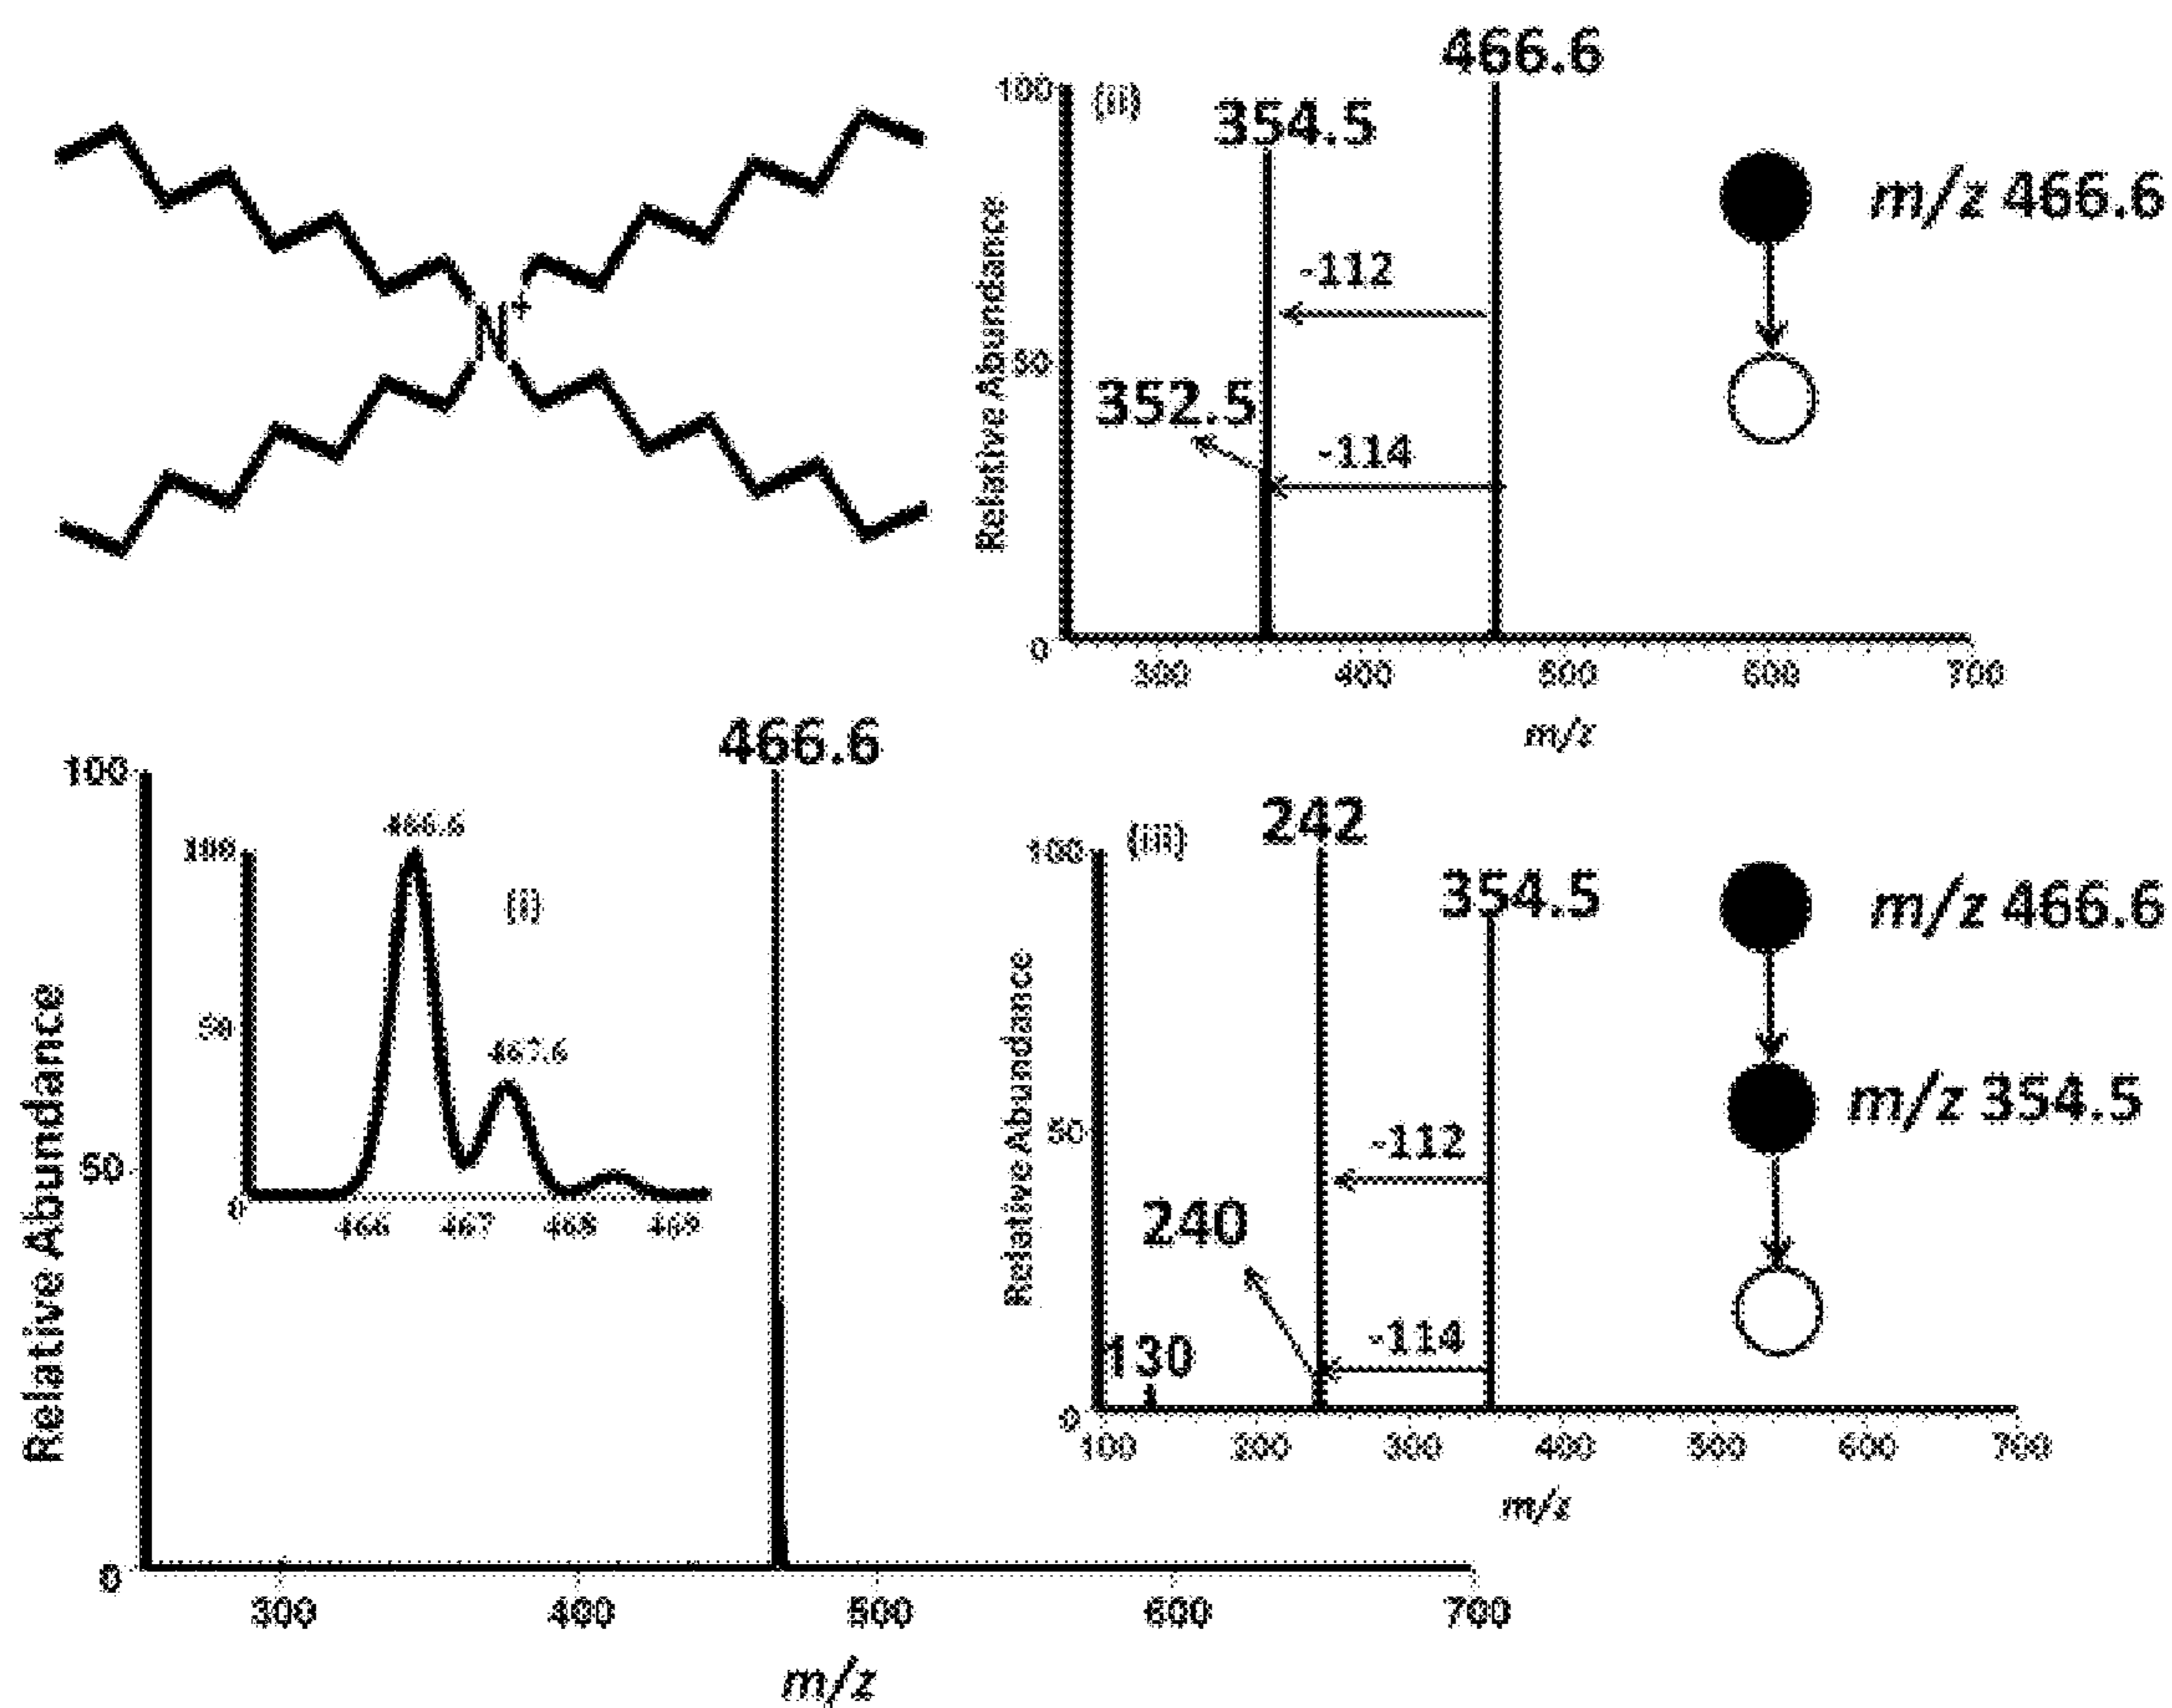 N+
466.6
100
(ii)
354.5
m/z 466.6
-112
50
352.5
-114
Relative Abundance
0
300 400 500 600 700
m/z
466.6
100
466.6
100
(i)
50
467.6
50
0
466 467 468 469
Relative Abundance
0
300 400 500 600 700
m/z
242
100
(iii)
354.5
m/z 466.6
-112
50
m/z 354.5
240
-114
130
Relative Abundance
0
100 200 300 400 500 600 700
m/z